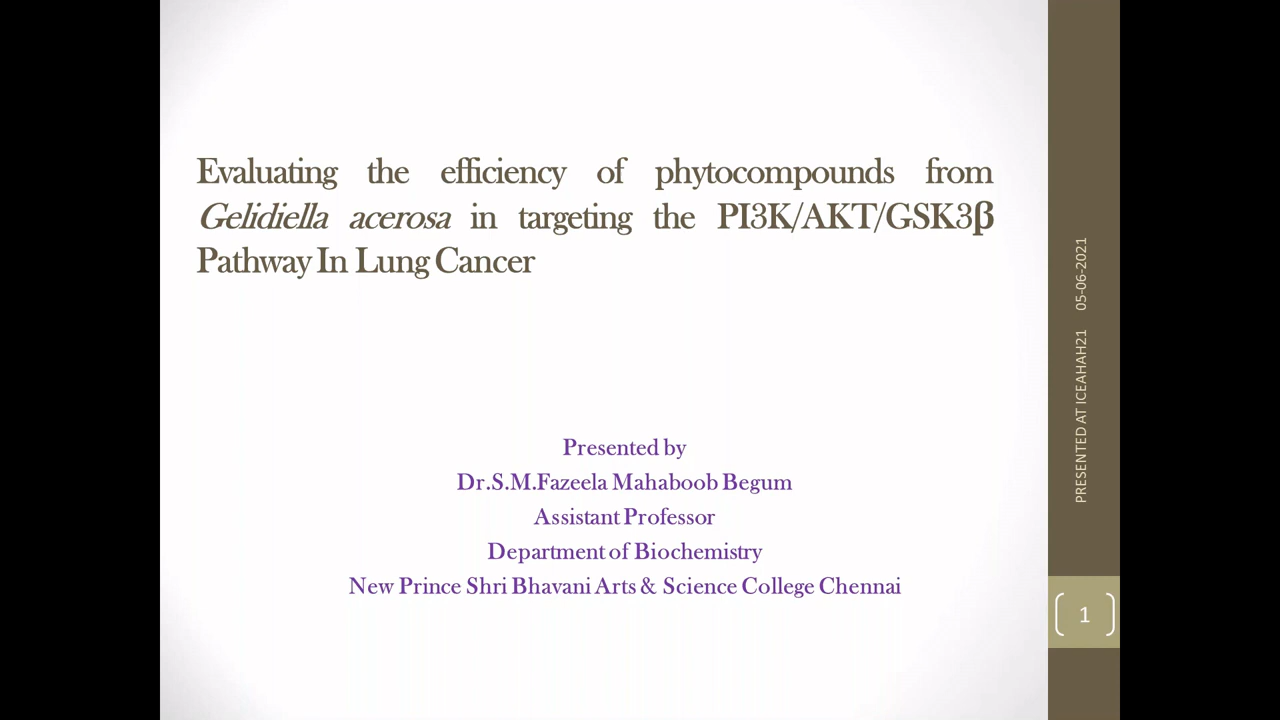 Evaluating the efficiency of phytocompounds from
Gelidiella acerosa in targeting the PI3K/AKT/GSK3β
Pathway In Lung Cancer
Presented by
Dr.S.M.Fazeela Mahaboob Begum
Assistant Professor
Department of Biochemistry
New Prince Shri Bhavani Arts & Science College Chennai
PRESENTED AT ICEAHAH21 05-06-2021
1